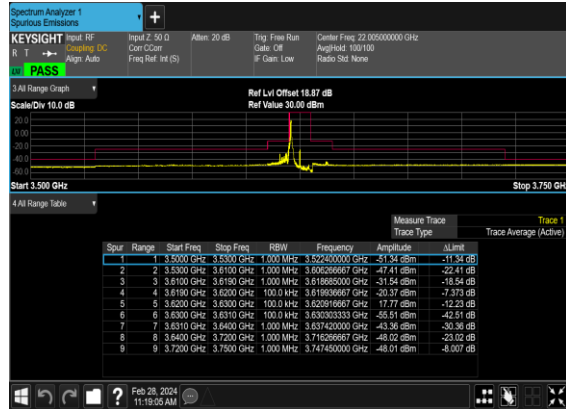 Spectrum Analyzer 1
Spurious Emissions
KEYSIGHT Input: RF Input Z: 50 Ω Atten: 20 dB Trig: Free Run Center Freq: 22.005000000 GHz
R T Coupling: DC Corr CCorr Gate: Off Avg|Hold: 100/100
Align: Auto Freq Ref: Int (S) IF Gain: Low Radio Std: None
PASS
3 All Range Graph
Ref Lvl Offset 18.87 dB
Scale/Div 10.0 dB Ref Value 30.00 dBm
20.0
0.00
-20.0
-40.0
-60.0
Start 3.500 GHz Stop 3.750 GH
4 All Range Table
Measure Trace Trace 1
Trace Type Trace Average (Active)
Spur Range Start Freq Stop Freq RBW Frequency Amplitude ΔLimit
1 1 3.5000 GHz 3.5300 GHz 1.000 MHz 3.522400000 GHz -51.34 dBm -11.34 dB
2 2 3.5300 GHz 3.6100 GHz 1.000 MHz 3.606266667 GHz -47.41 dBm -22.41 dB
3 3 3.6100 GHz 3.6190 GHz 1.000 MHz 3.618685000 GHz -31.54 dBm -18.54 dB
4 4 3.6190 GHz 3.6200 GHz 100.0 kHz 3.619936667 GHz -20.37 dBm -7.373 dB
5 5 3.6200 GHz 3.6300 GHz 100.0 kHz 3.620916667 GHz 17.77 dBm -12.23 dB
6 6 3.6300 GHz 3.6310 GHz 100.0 kHz 3.630303333 GHz -55.51 dBm -42.51 dB
7 7 3.6310 GHz 3.6400 GHz 1.000 MHz 3.637420000 GHz -43.36 dBm -30.36 dB
8 8 3.6400 GHz 3.7200 GHz 1.000 MHz 3.716266667 GHz -48.02 dBm -23.02 dB
9 9 3.7200 GHz 3.7500 GHz 1.000 MHz 3.747450000 GHz -48.01 dBm -8.007 dB
Feb 28, 2024
11:19:05 AM